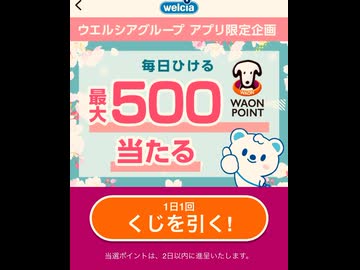 welcia
ウエルシアグループ アプリ限定企画
毎日ひける
最大500
WAON
POINT
当たる
1日1回
くじを引く!
当選ポイントは、2日以内に進呈いたします。